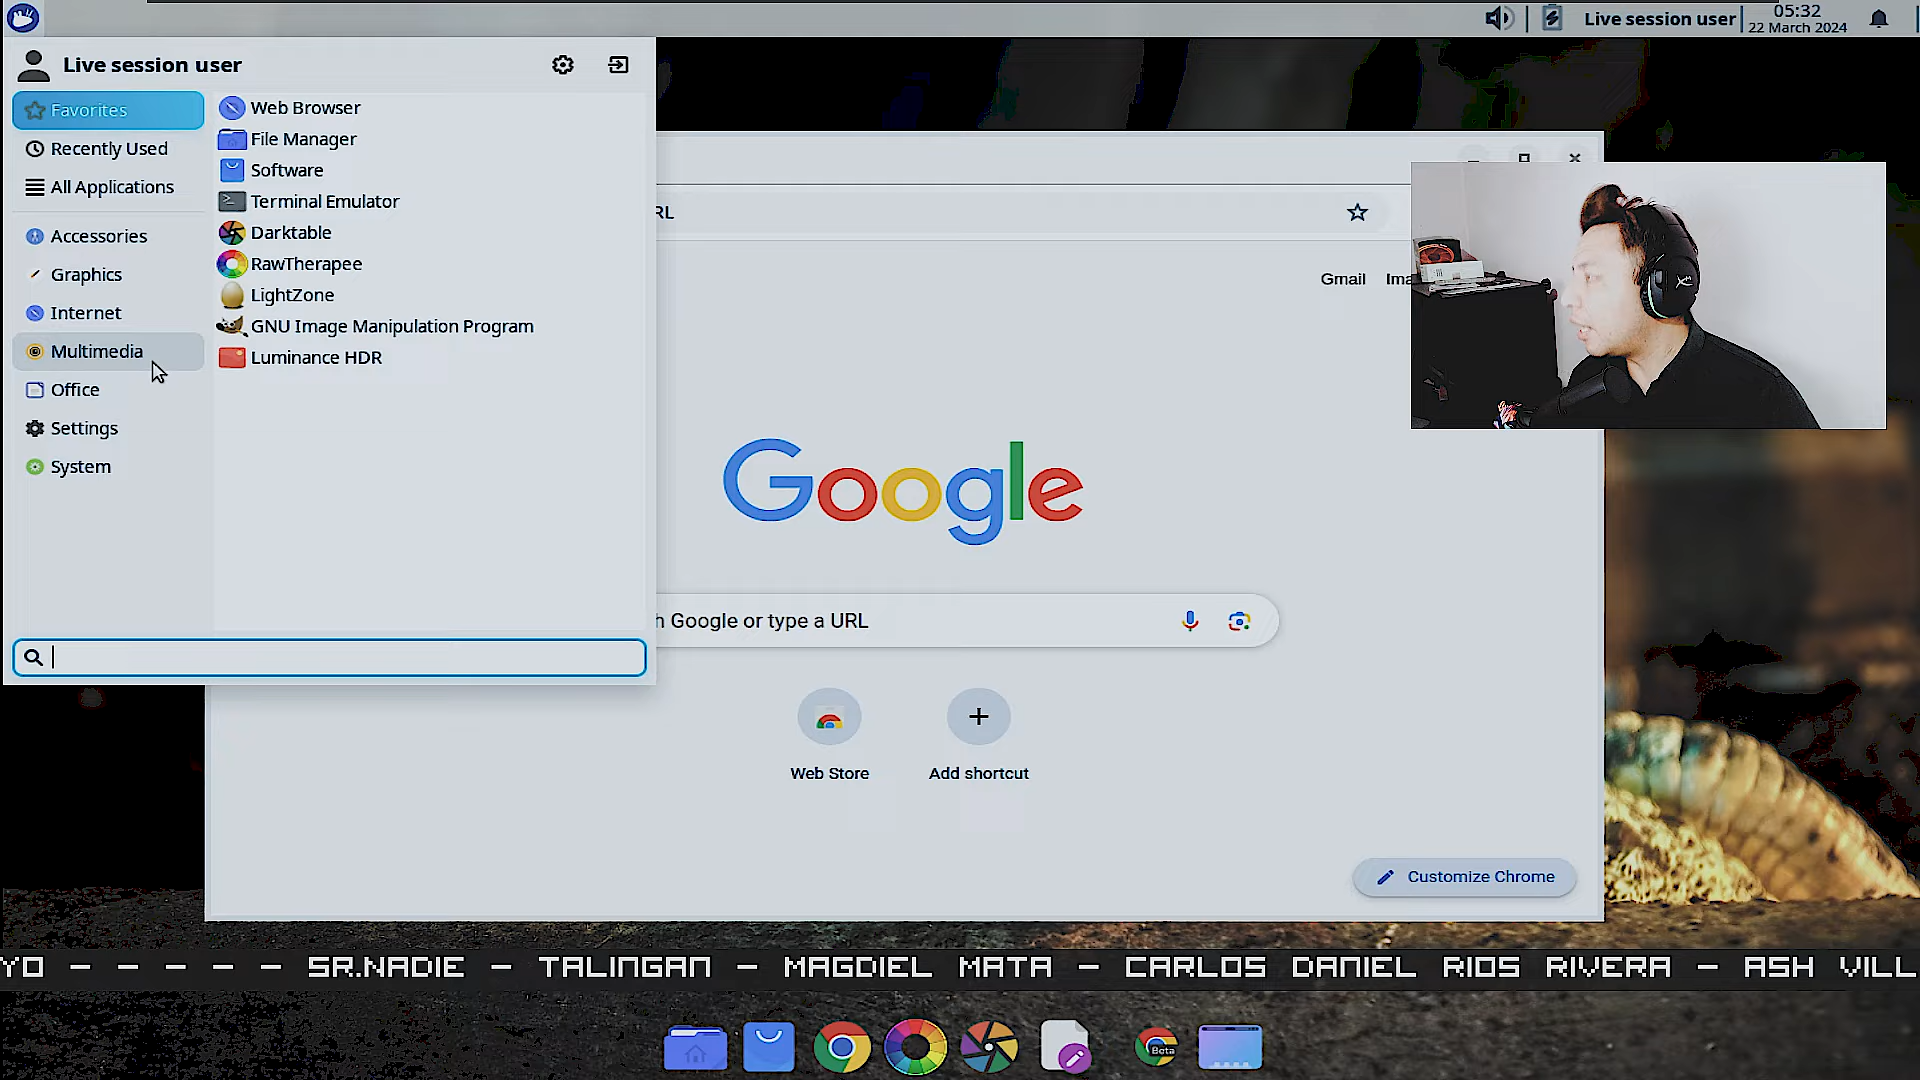 Live session user
05:32
22 March 2024
Live session user
Favorites
Recently Used
All Applications
Accessories
Graphics
Internet
Multimedia
Office
Settings
System
Web Browser
File Manager
Software
Terminal Emulator
Darktable
RawTherapee
LightZone
GNU Image Manipulation Program
Luminance HDR
RL
Gmail Ima
Google
h Google or type a URL
Web Store
Add shortcut
Customize Chrome
YO - - - - - SR.NADIE - TALINGAN - MAGDIEL MATA - CARLOS DANIEL RIOS RIVERA - ASH VILL
Beta